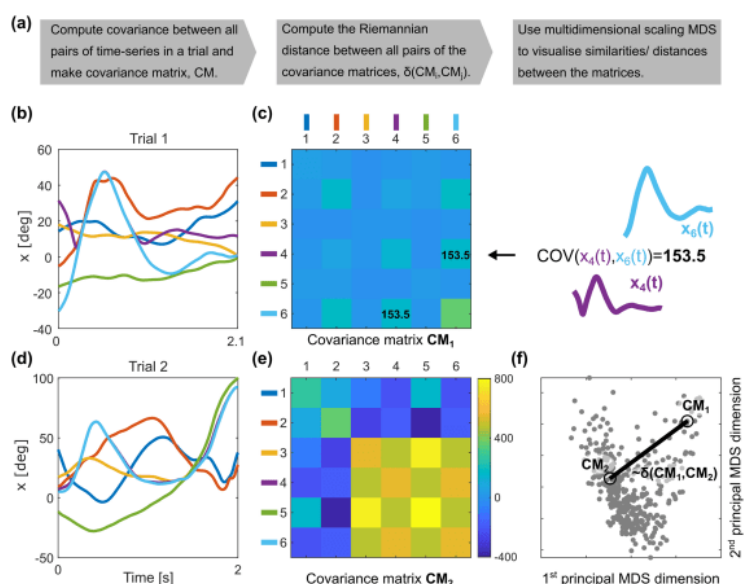 (a)
Compute covariance between all
pairs of time-series in a trial and
make covariance matrix, CM.
Compute the Riemannian
distance between all pairs of the
covariance matrices, δ(CMᵢ,CMⱼ).
Use multidimensional scaling MDS
to visualise similarities/ distances
between the matrices.
(b)
Trial 1
60
40
20
0
-20
-40
x [deg]
0
2.1
(c)
1 2 3 4 5 6
1
2
3
4
5
6
153.5
153.5
Covariance matrix CM₁
x₆(t)
COV(x₄(t),x₆(t))=153.5
x₄(t)
(d)
Trial 2
100
50
0
-50
x [deg]
0
2
Time [s]
(e)
1 2 3 4 5 6
1
2
3
4
5
6
800
400
0
-400
Covariance matrix CM₂
(f)
CM₁
CM₂
~δ(CM₁,CM₂)
2nd principal MDS dimension
1st principal MDS dimension